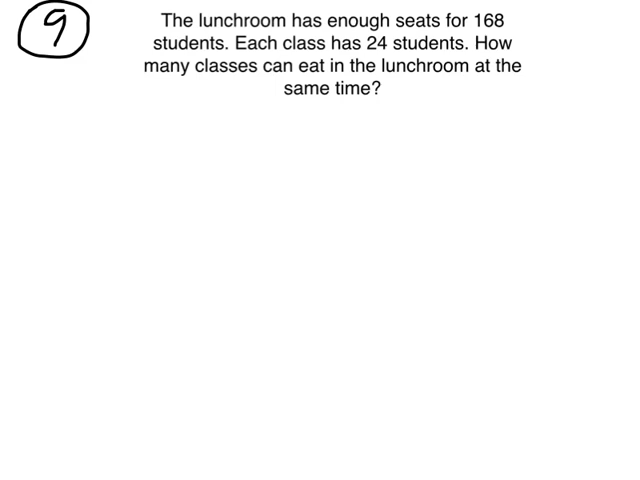 9
The lunchroom has enough seats for 168
students. Each class has 24 students. How
many classes can eat in the lunchroom at the
same time?